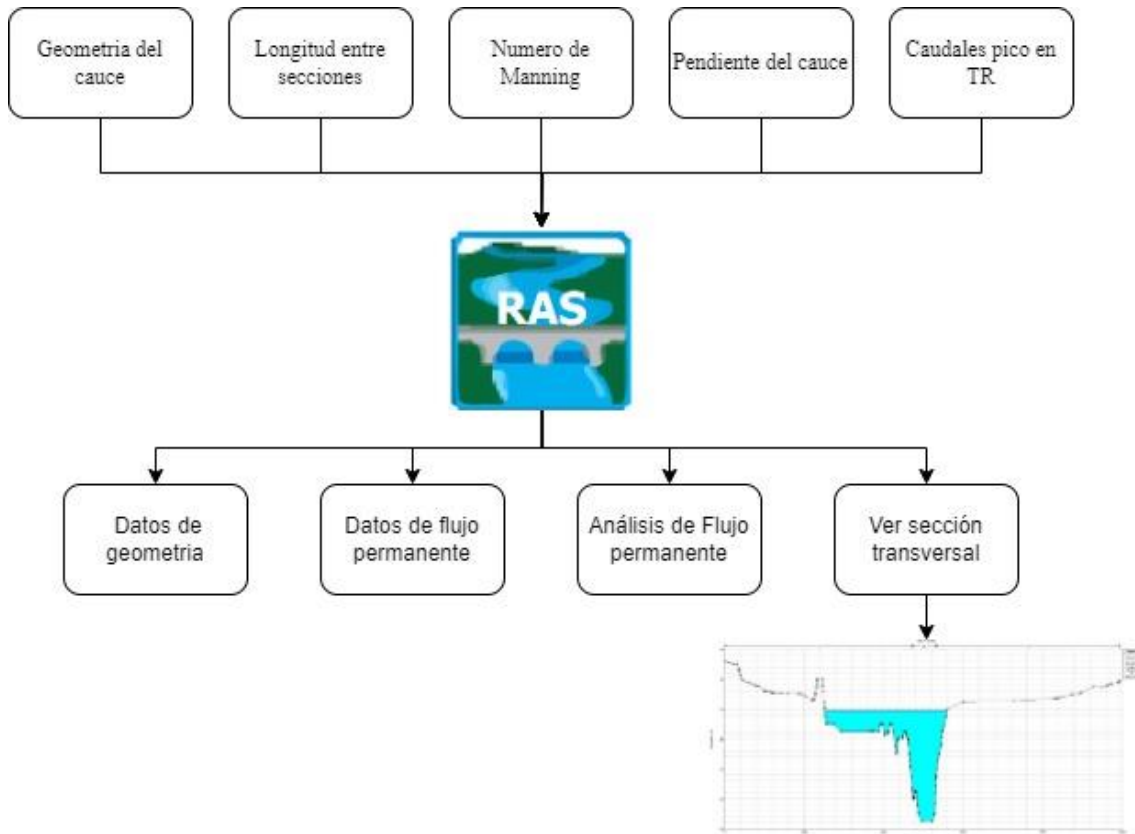 Geometria del
cauce
Longitud entre
secciones
Numero de
Manning
Pendiente del cauce
Caudales pico en
TR
RAS
Datos de
geometria
Datos de flujo
permanente
Análisis de Flujo
permanente
Ver sección
transversal